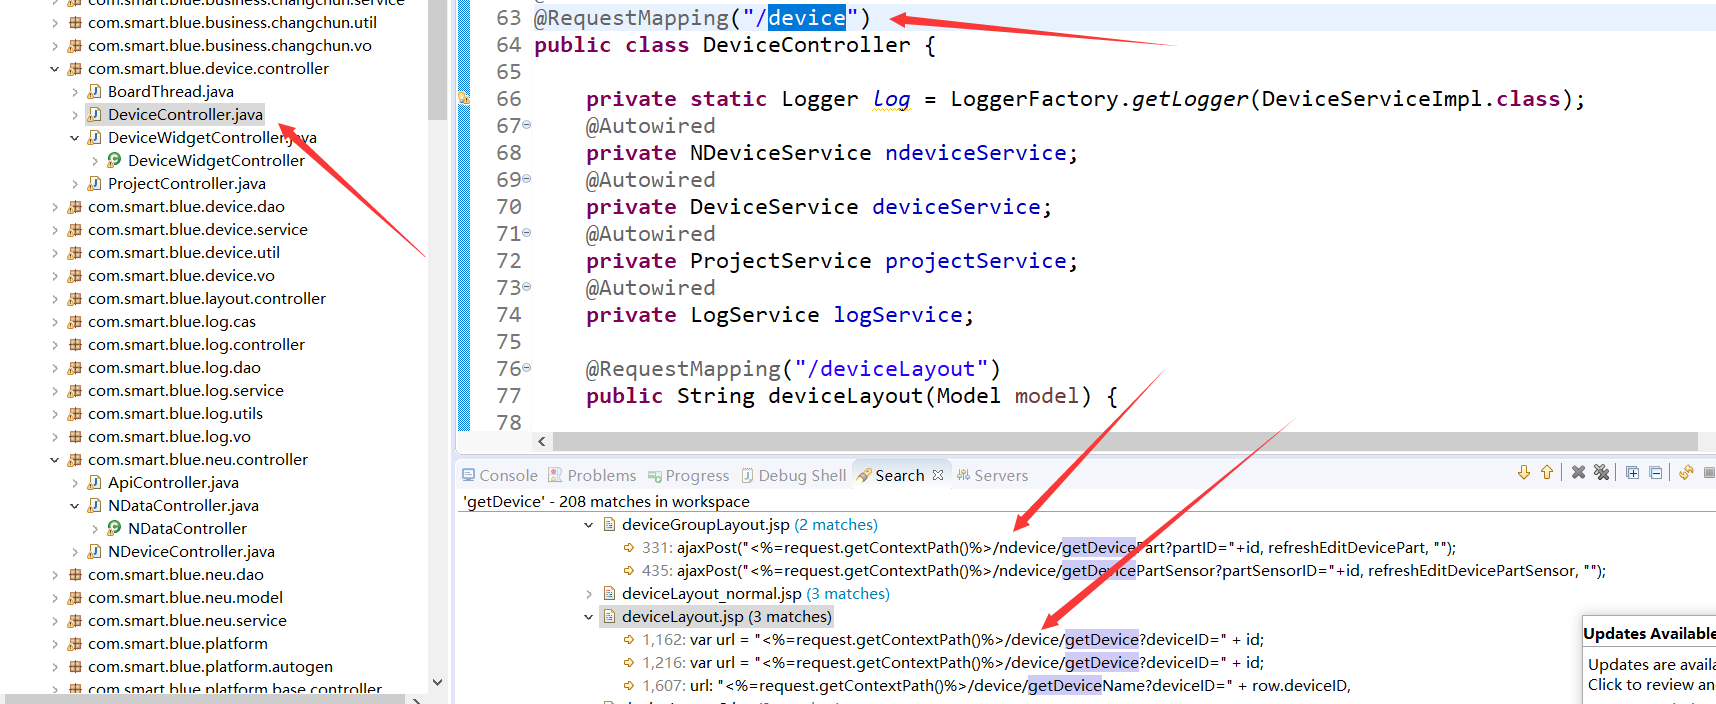 com.smart.blue.business.changchun.service
com.smart.blue.business.changchun.util
com.smart.blue.business.changchun.vo
com.smart.blue.device.controller
BoardThread.java
DeviceController.java
DeviceWidgetController.java
DeviceWidgetController
ProjectController.java
com.smart.blue.device.dao
com.smart.blue.device.service
com.smart.blue.device.util
com.smart.blue.device.vo
com.smart.blue.layout.controller
com.smart.blue.log.cas
com.smart.blue.log.controller
com.smart.blue.log.dao
com.smart.blue.log.service
com.smart.blue.log.utils
com.smart.blue.log.vo
com.smart.blue.neu.controller
ApiController.java
NDataController.java
NDataController
NDeviceController.java
com.smart.blue.neu.dao
com.smart.blue.neu.model
com.smart.blue.neu.service
com.smart.blue.platform
com.smart.blue.platform.autogen
com.smart.blue.platform.base.controller
63 @RequestMapping("/device")
64 public class DeviceController {
65
66 private static Logger log = LoggerFactory.getLogger(DeviceServiceImpl.class);
67 @Autowired
68 private NDeviceService ndeviceService;
69 @Autowired
70 private DeviceService deviceService;
71 @Autowired
72 private ProjectService projectService;
73 @Autowired
74 private LogService logService;
75
76 @RequestMapping("/deviceLayout")
77 public String deviceLayout(Model model) {
78
Console Problems Progress Debug Shell Search Servers
'getDevice' - 208 matches in workspace
deviceGroupLayout.jsp (2 matches)
331: ajaxPost("<%=request.getContextPath()%>/ndevice/getDevicePart?partID="+id, refreshEditDevicePart, "");
435: ajaxPost("<%=request.getContextPath()%>/ndevice/getDevicePartSensor?partSensorID="+id, refreshEditDevicePartSensor, "");
deviceLayout_normal.jsp (3 matches)
deviceLayout.jsp (3 matches)
1,162: var url = "<%=request.getContextPath()%>/device/getDevice?deviceID=" + id;
1,216: var url = "<%=request.getContextPath()%>/device/getDevice?deviceID=" + id;
1,607: url: "<%=request.getContextPath()%>/device/getDeviceName?deviceID=" + row.deviceID,
Updates Available
Updates are avail
Click to review an